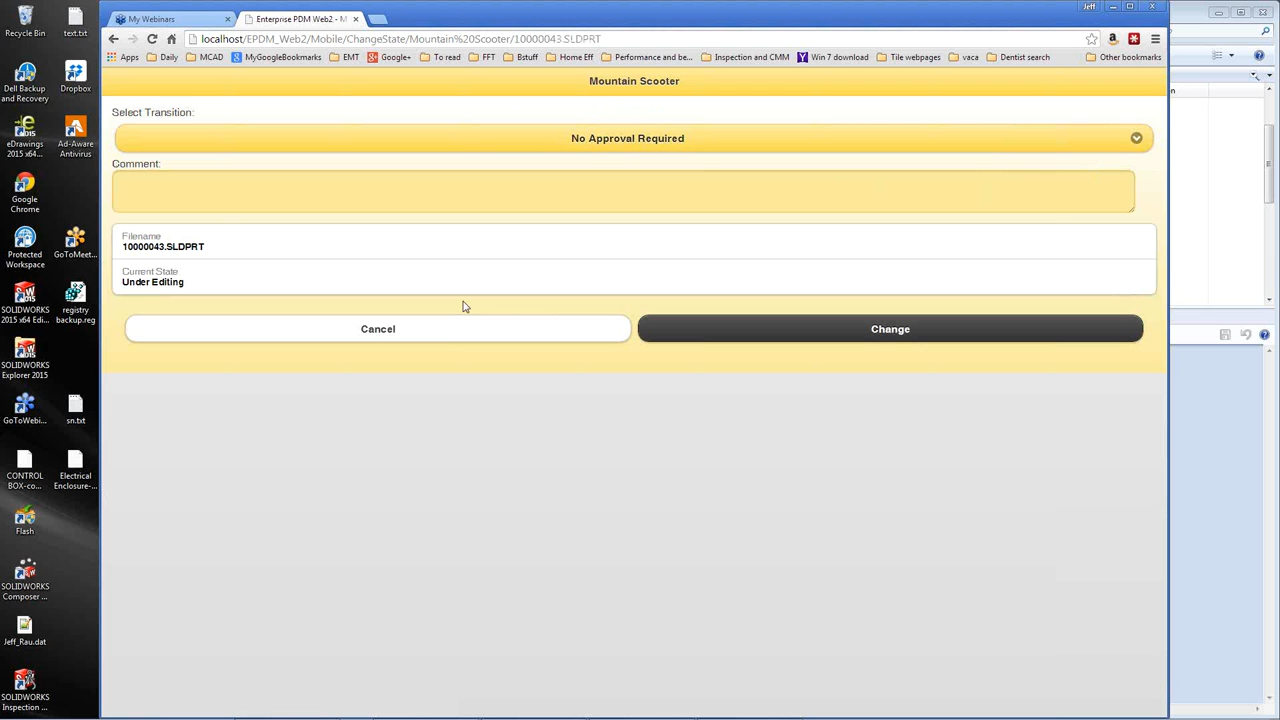 Recycle Bin
text.txt
Dell Backup
and Recovery
Dropbox
eDrawings
2015 x64...
Ad-Aware
Antivirus
Google
Chrome
Protected
Workspace
GoToMeet...
SOLIDWORKS
2015 x64 Edi...
registry
backup.reg
SOLIDWORKS
Explorer 2015
GoToWebi...
sn.txt
CONTROL
BOX-co...
Electrical
Enclosure-...
Flash
SOLIDWORKS
Composer ...
Jeff_Rau.dat
SOLIDWORKS
Inspection ...
My Webinars
Enterprise PDM Web2 - M
Jeff
localhost/EPDM_Web2/Mobile/ChangeState/Mountain%20Scooter/10000043.SLDPRT
Apps
Daily
MCAD
MyGoogleBookmarks
EMT
Google+
To read
FFT
Bstuff
Home Eff
Performance and be...
Inspection and CMM
Win 7 download
Tile webpages
vaca
Dentist search
Other bookmarks
Mountain Scooter
Select Transition:
No Approval Required
Comment:
Filename
10000043.SLDPRT
Current State
Under Editing
Cancel
Change